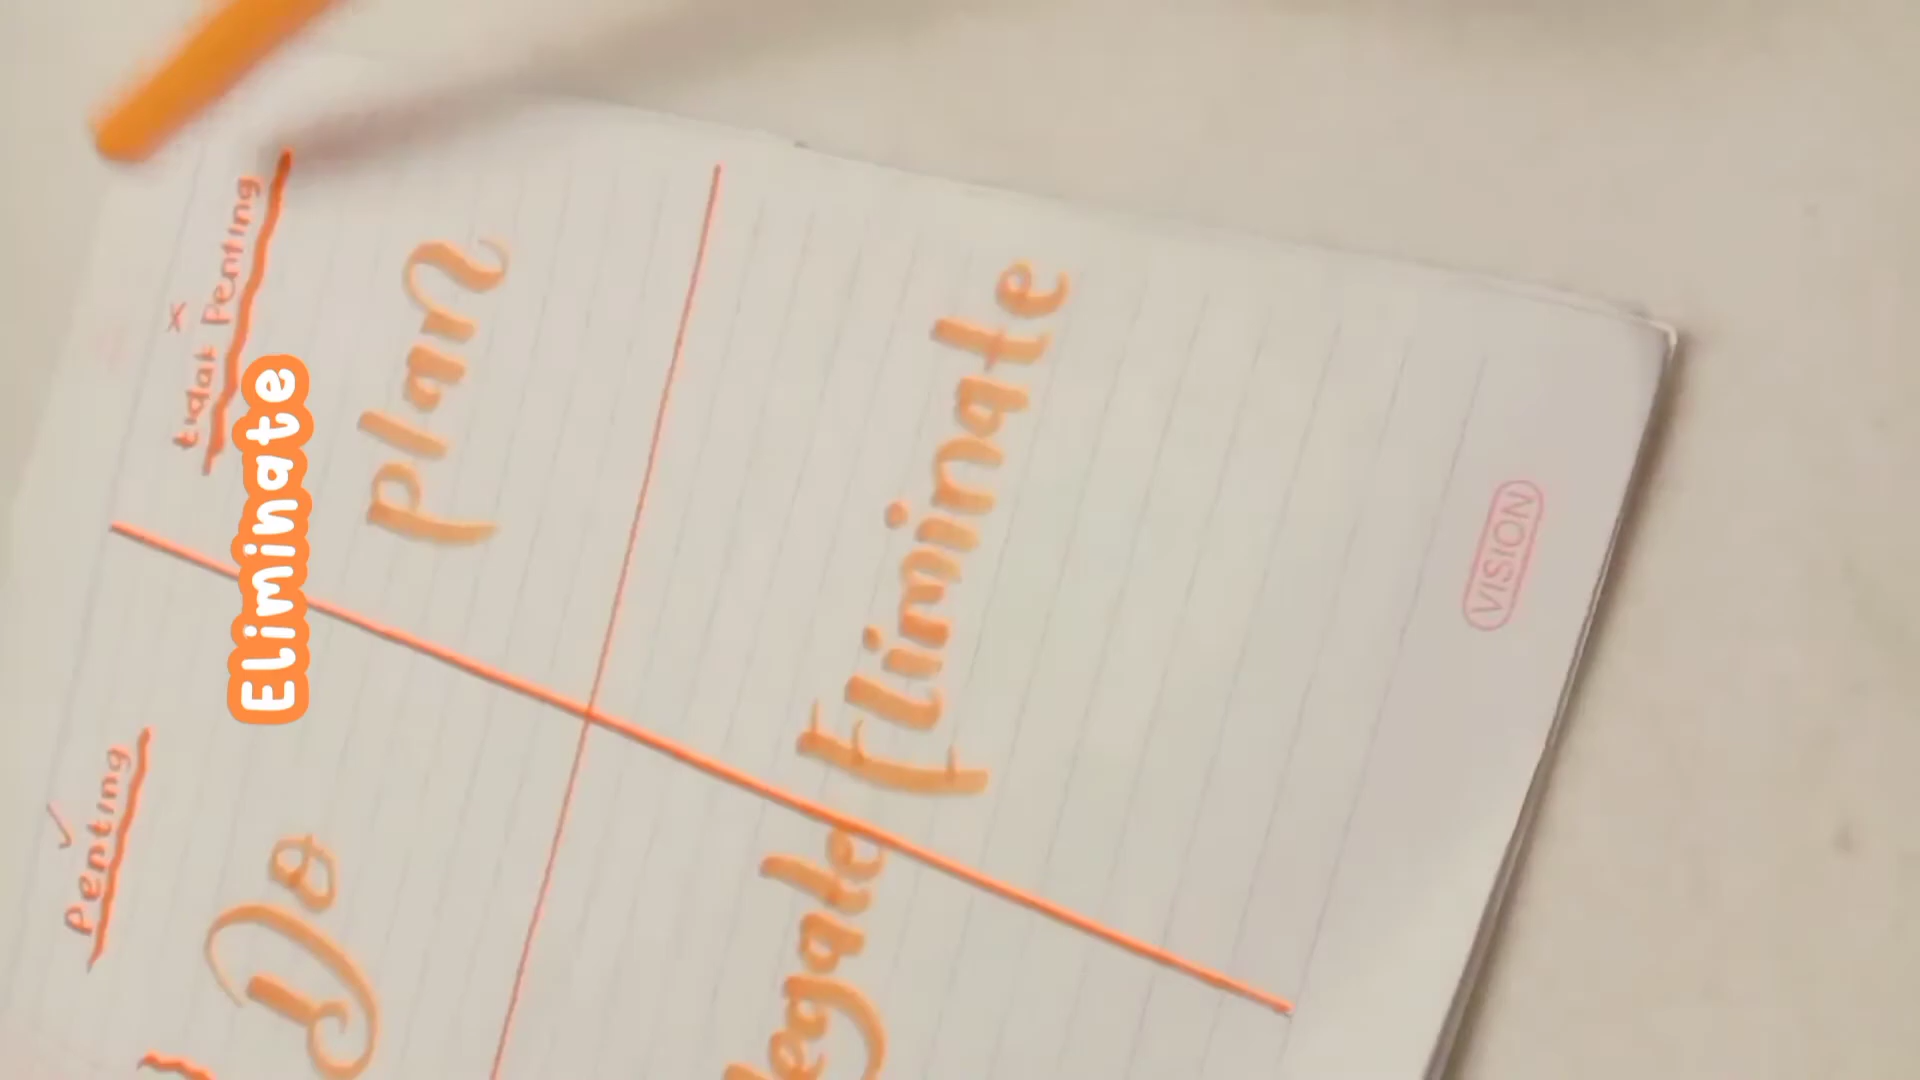 Penting
tidak Penting
Eliminate
Do
plan
legate
Eliminate
VISION